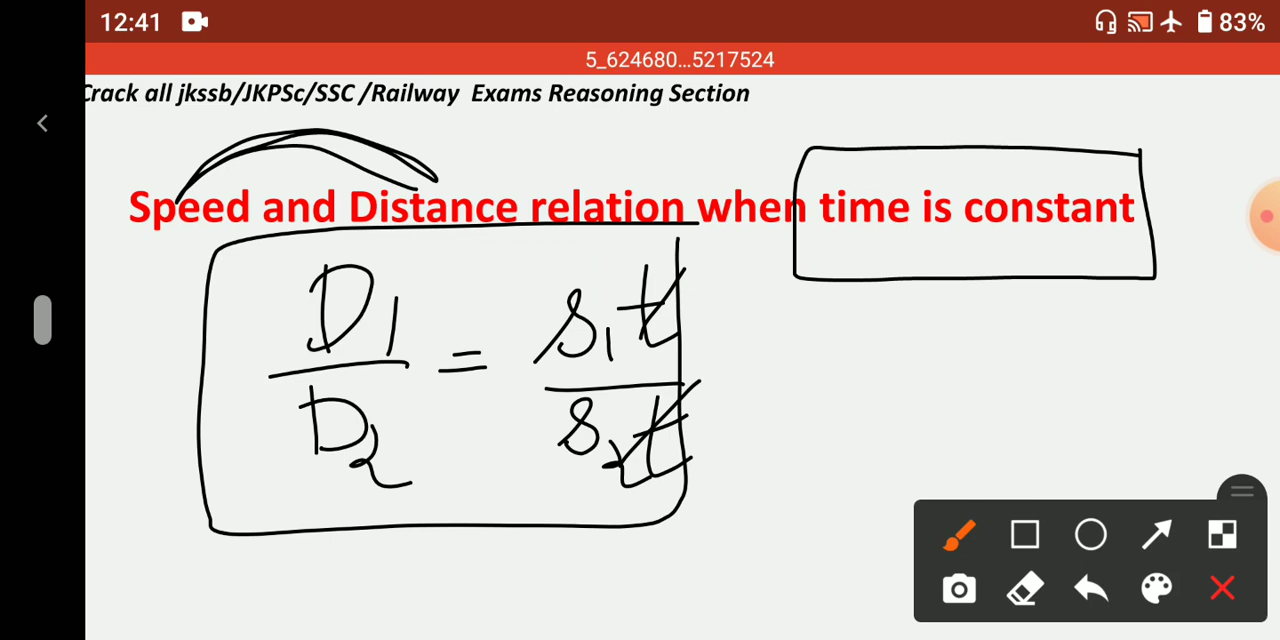 12:41 83%
5_624680...5217524
Crack all jkssb/JKPSc/SSC /Railway Exams Reasoning Section
Speed and Distance relation when time is constant
D1 = S1t
D2 S2t